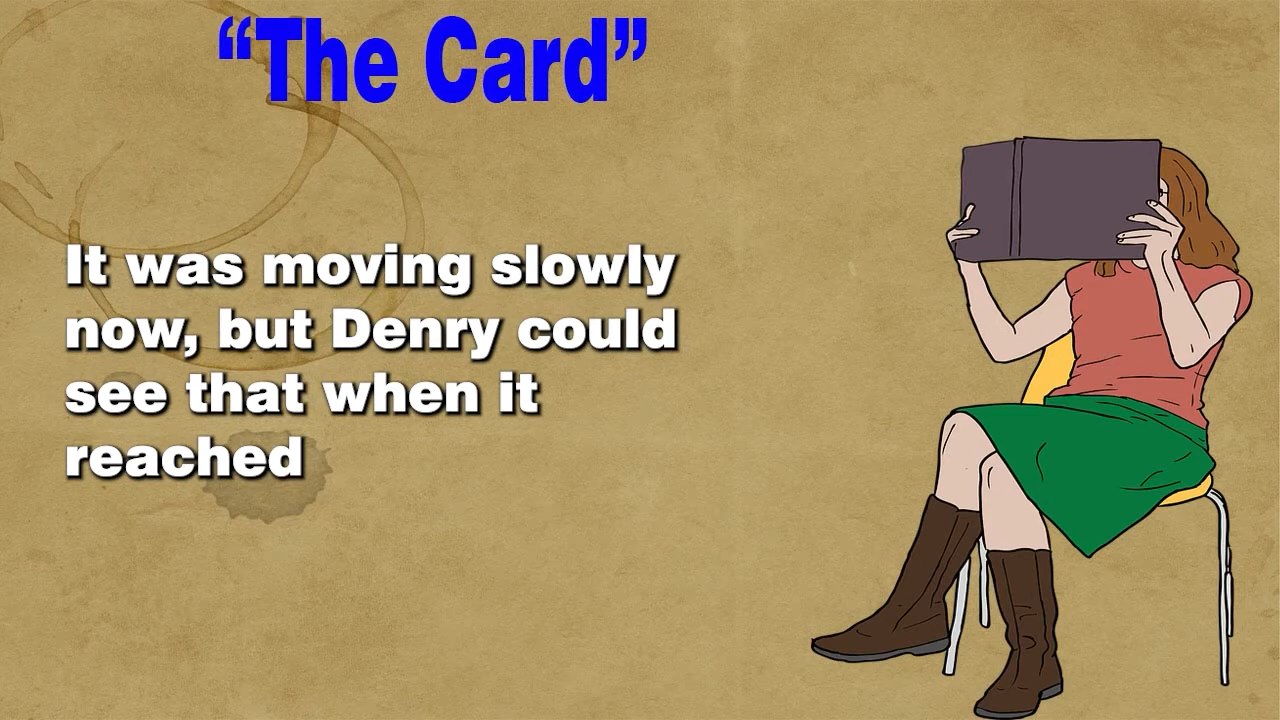 “The Card”
It was moving slowly
now, but Denry could
see that when it
reached